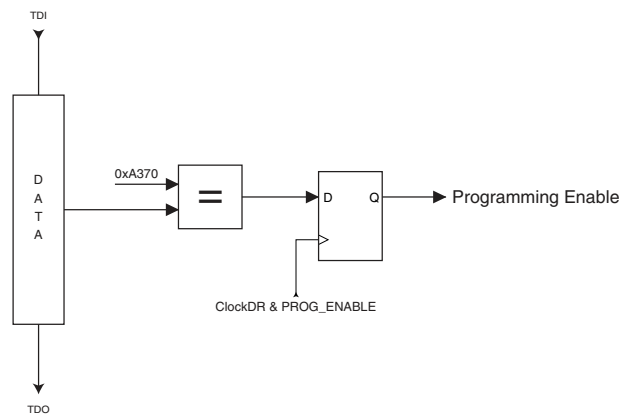 TDI
D
A
T
A
0xA370
=
D
Q
Programming Enable
ClockDR & PROG_ENABLE
TDO